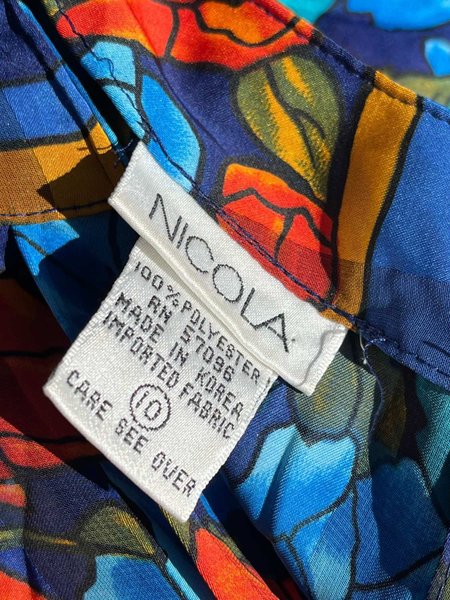 NICOLA
100% POLYESTER
RN 57096
MADE IN KOREA
IMPORTED FABRIC
10
CARE SEE OVER